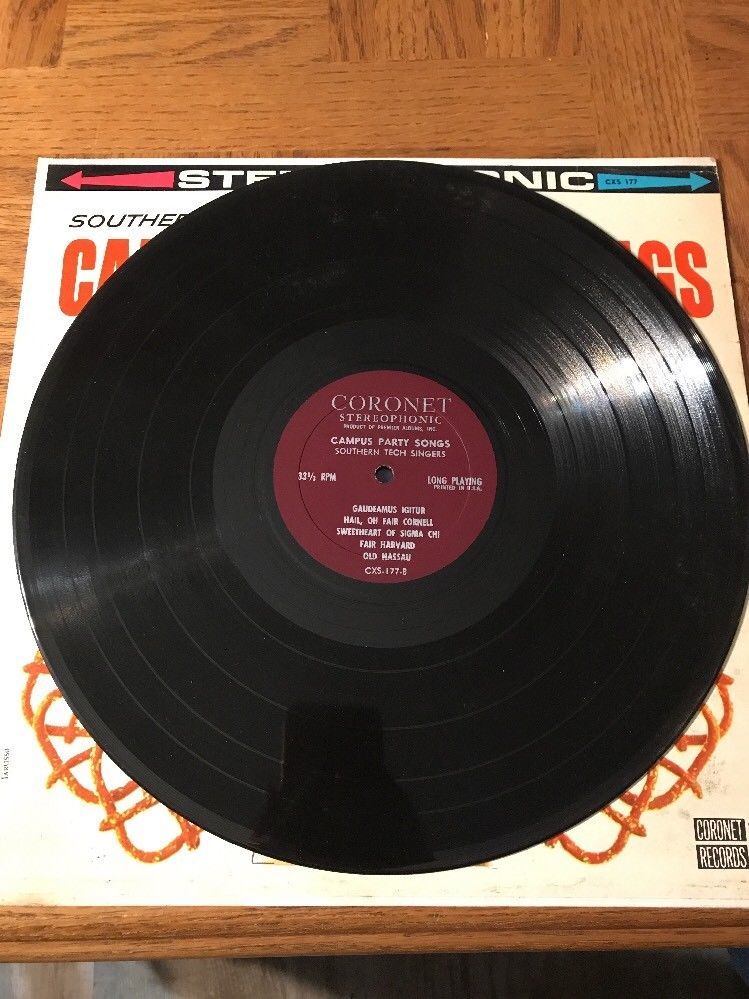 STE NIC CXS 177
SOUTHE
CA GS
CORONET
STEREOPHONIC
PRODUCT OF PREMIER ALBUMS, INC.
CAMPUS PARTY SONGS
SOUTHERN TECH SINGERS
33⅓ RPM LONG PLAYING
PRINTED IN U.S.A.
GAUDEAMUS IGITUR
HAIL, OH FAIR CORNELL
SWEETHEART OF SIGMA CHI
FAIR HARVARD
OLD NASSAU
CXS-177-B
CORONET
RECORDS